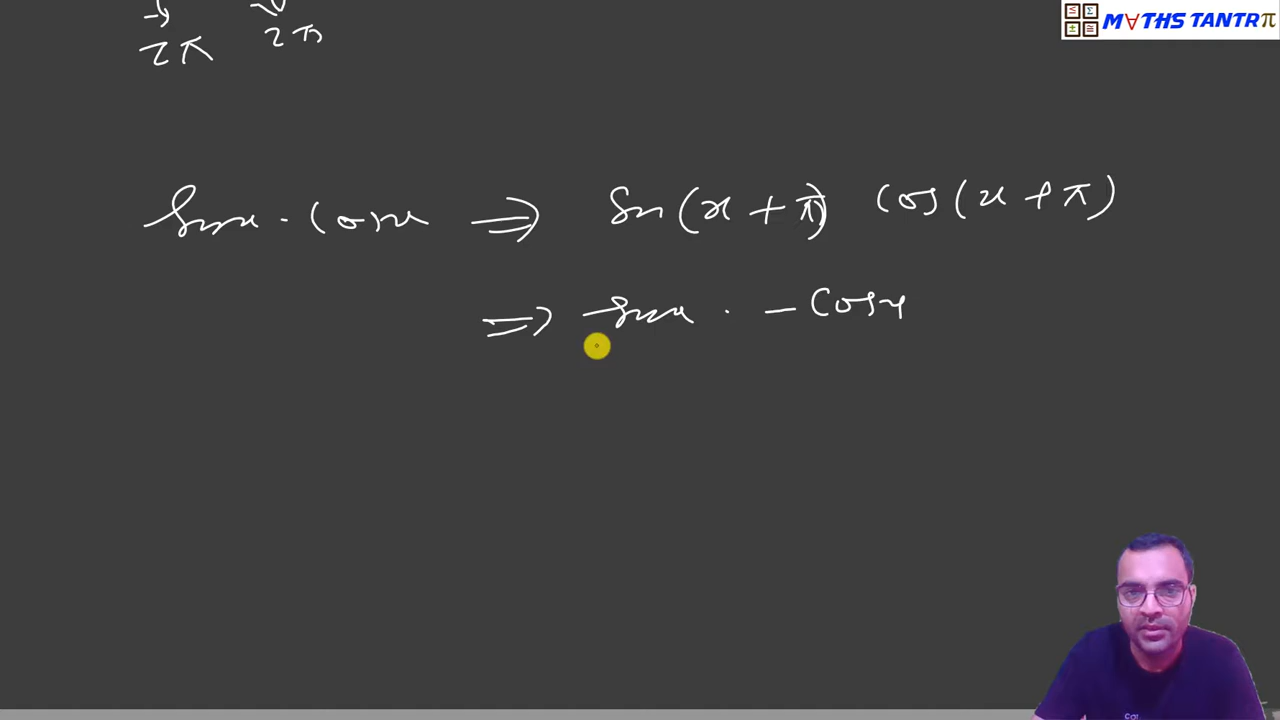 2π 2π
MATHS TANTRπ
Sinx · Cosx ⇒ Sin(x + π) Cos(x + π)
⇒ -Sinx · -Cosx